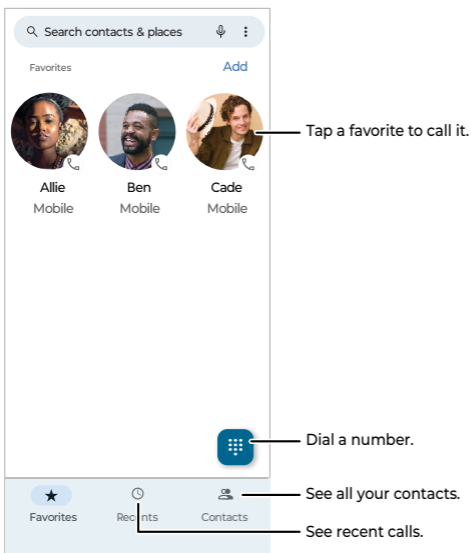 Search contacts & places
Favorites
Add
Tap a favorite to call it.
Allie
Ben
Cade
Mobile
Mobile
Mobile
Dial a number.
See all your contacts.
Favorites
Recents
Contacts
See recent calls.